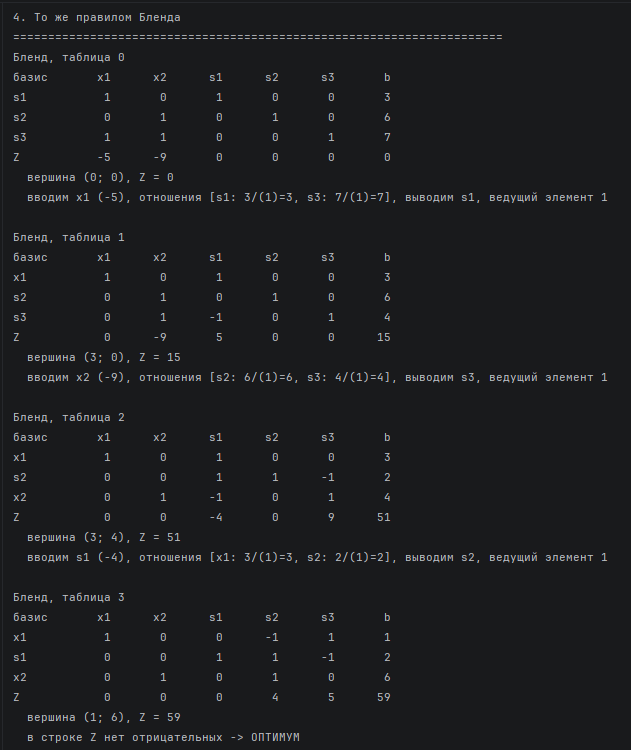 4. То же правилом Бленда
======================================================================
Бленд, таблица 0
базис       x1      x2      s1      s2      s3       b
s1           1       0       1       0       0       3
s2           0       1       0       1       0       6
s3           1       1       0       0       1       7
Z           -5      -9       0       0       0       0
  вершина (0; 0), Z = 0
  вводим x1 (-5), отношения [s1: 3/(1)=3, s3: 7/(1)=7], выводим s1, ведущий элемент 1
Бленд, таблица 1
базис       x1      x2      s1      s2      s3       b
x1           1       0       1       0       0       3
s2           0       1       0       1       0       6
s3           0       1      -1       0       1       4
Z            0      -9       5       0       0      15
  вершина (3; 0), Z = 15
  вводим x2 (-9), отношения [s2: 6/(1)=6, s3: 4/(1)=4], выводим s3, ведущий элемент 1
Бленд, таблица 2
базис       x1      x2      s1      s2      s3       b
x1           1       0       1       0       0       3
s2           0       0       1       1      -1       2
x2           0       1      -1       0       1       4
Z            0       0      -4       0       9      51
  вершина (3; 4), Z = 51
  вводим s1 (-4), отношения [x1: 3/(1)=3, s2: 2/(1)=2], выводим s2, ведущий элемент 1
Бленд, таблица 3
базис       x1      x2      s1      s2      s3       b
x1           1       0       0      -1       1       1
s1           0       0       1       1      -1       2
x2           0       1       0       1       0       6
Z            0       0       0       4       5      59
  вершина (1; 6), Z = 59
  в строке Z нет отрицательных -> ОПТИМУМ